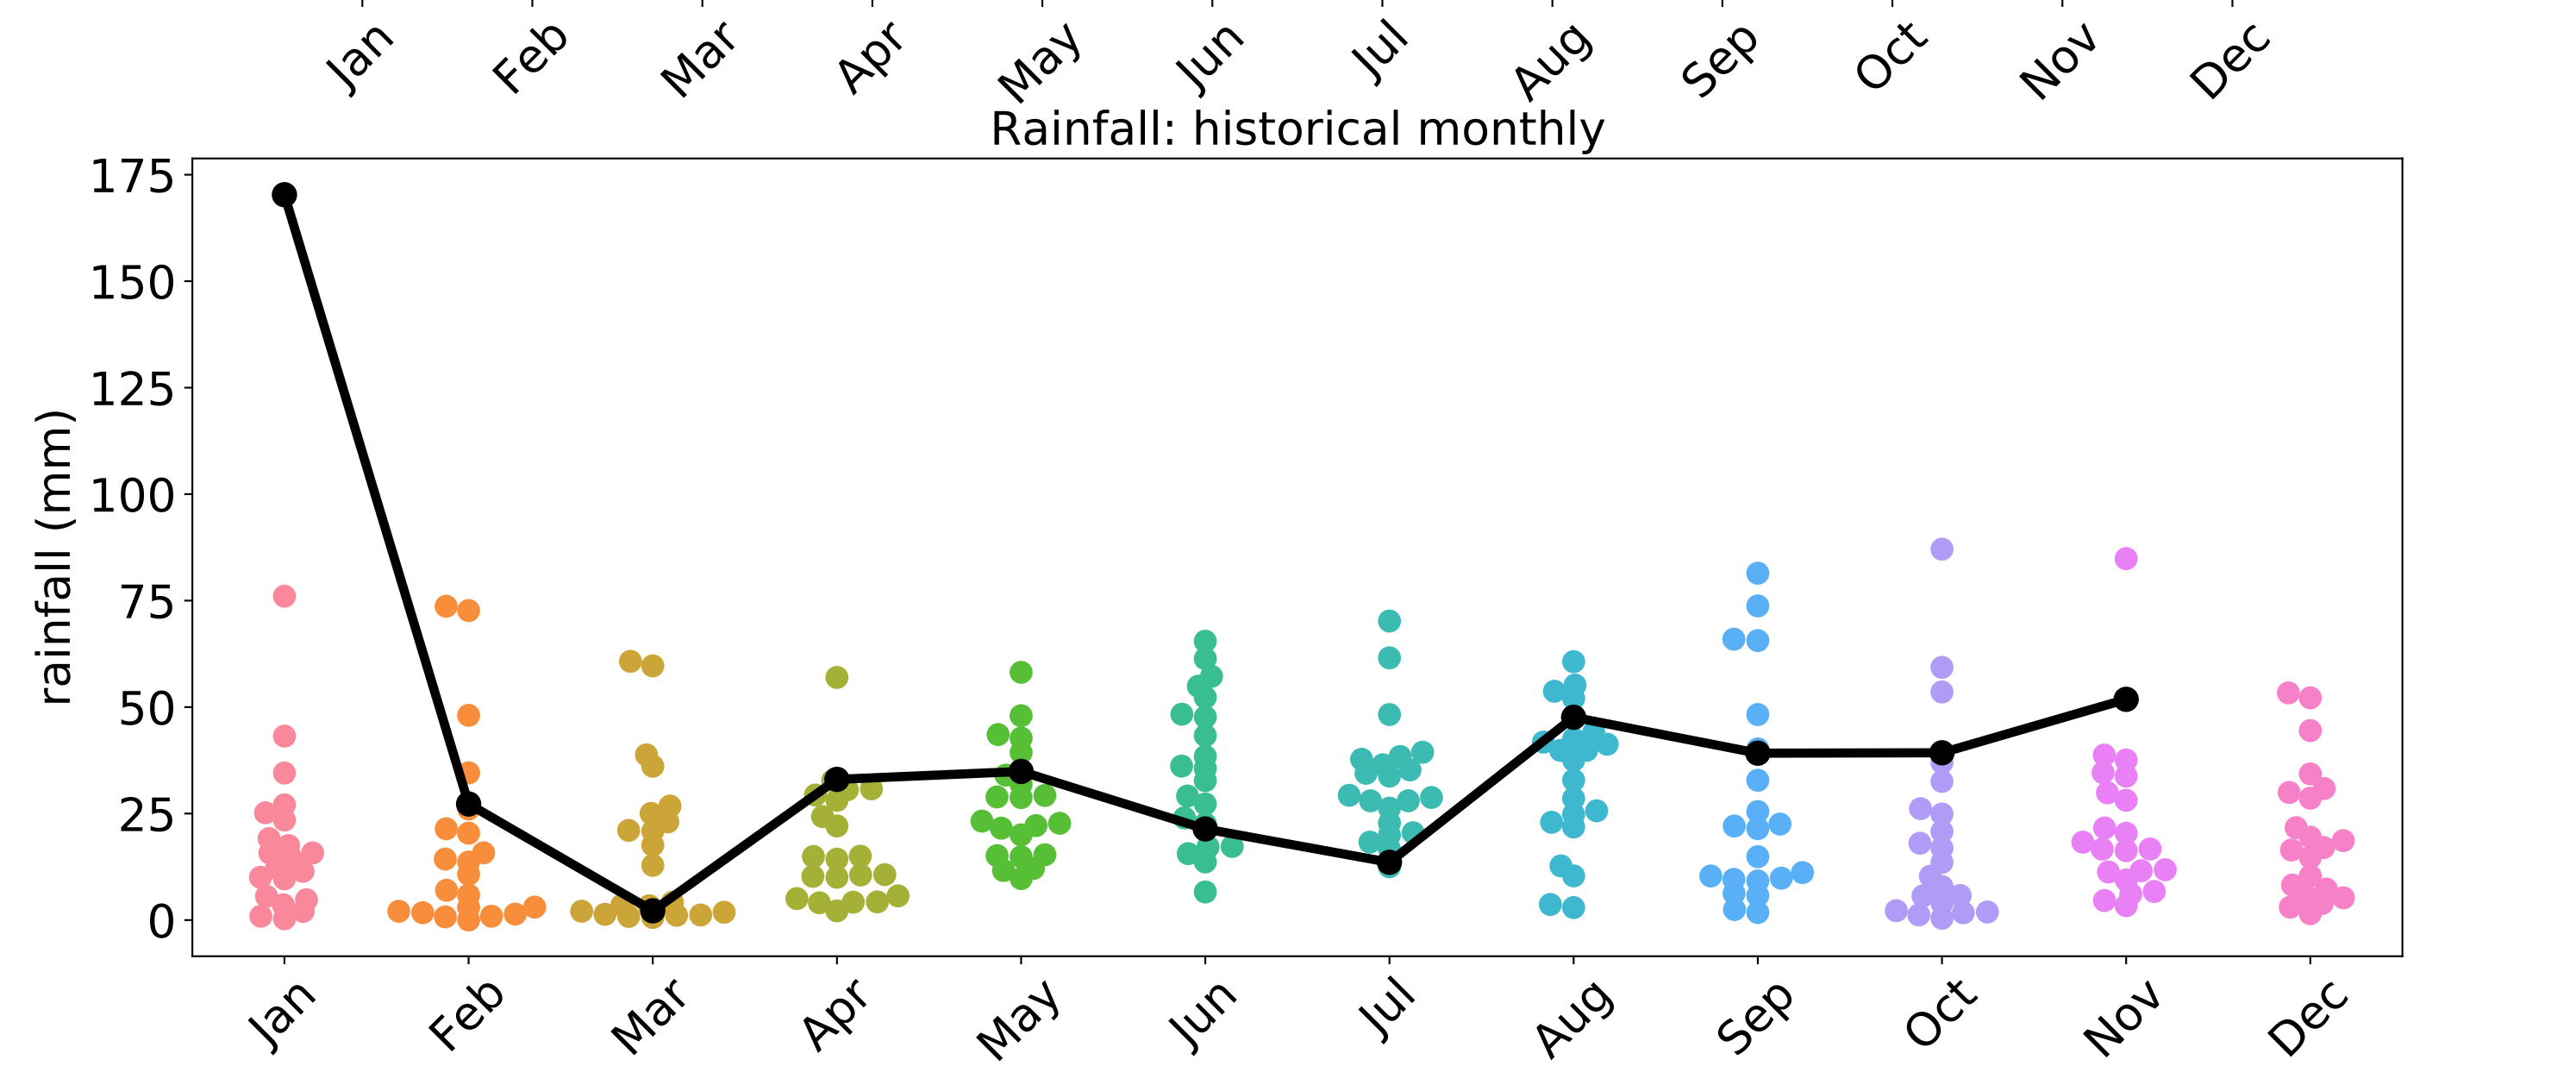 Jan Feb Mar Apr May Jun Jul Aug Sep Oct Nov Dec
Rainfall: historical monthly
175
150
125
100
75
50
25
0
rainfall (mm)
Jan Feb Mar Apr May Jun Jul Aug Sep Oct Nov Dec